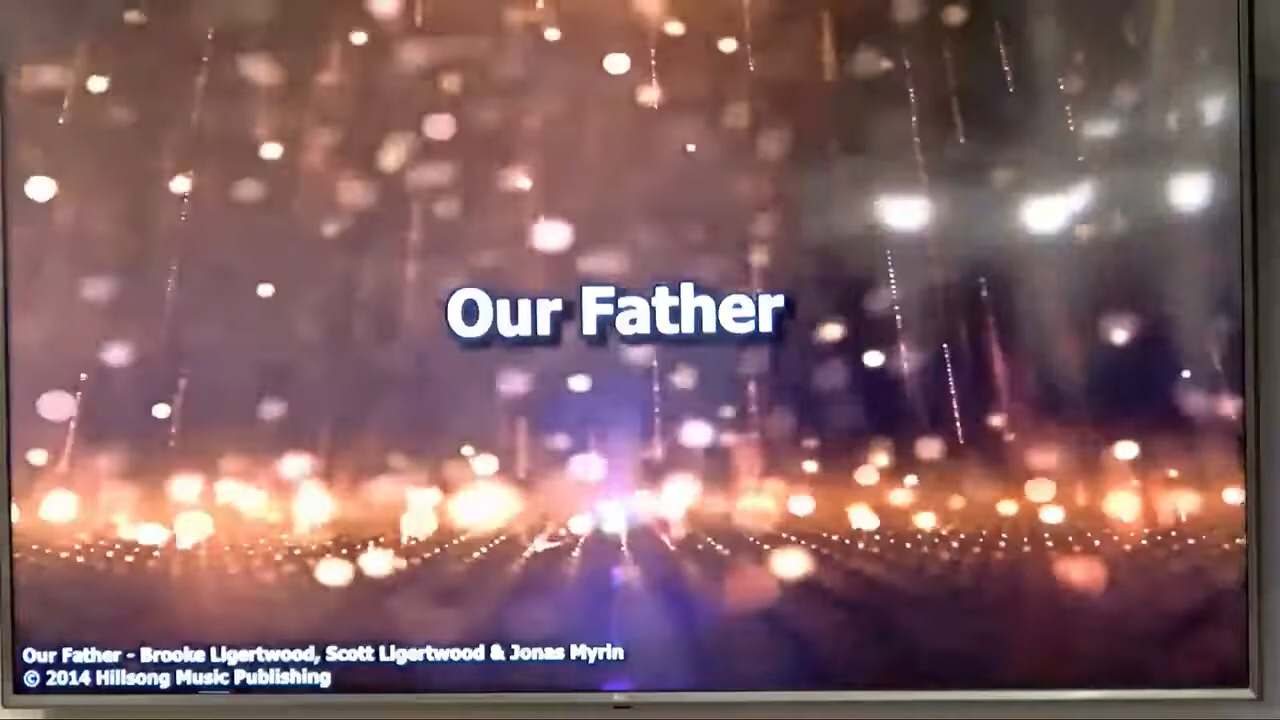 Our Father
Our Father - Brooke Ligertwood, Scott Ligertwood & Jonas Myrin
© 2014 Hillsong Music Publishing